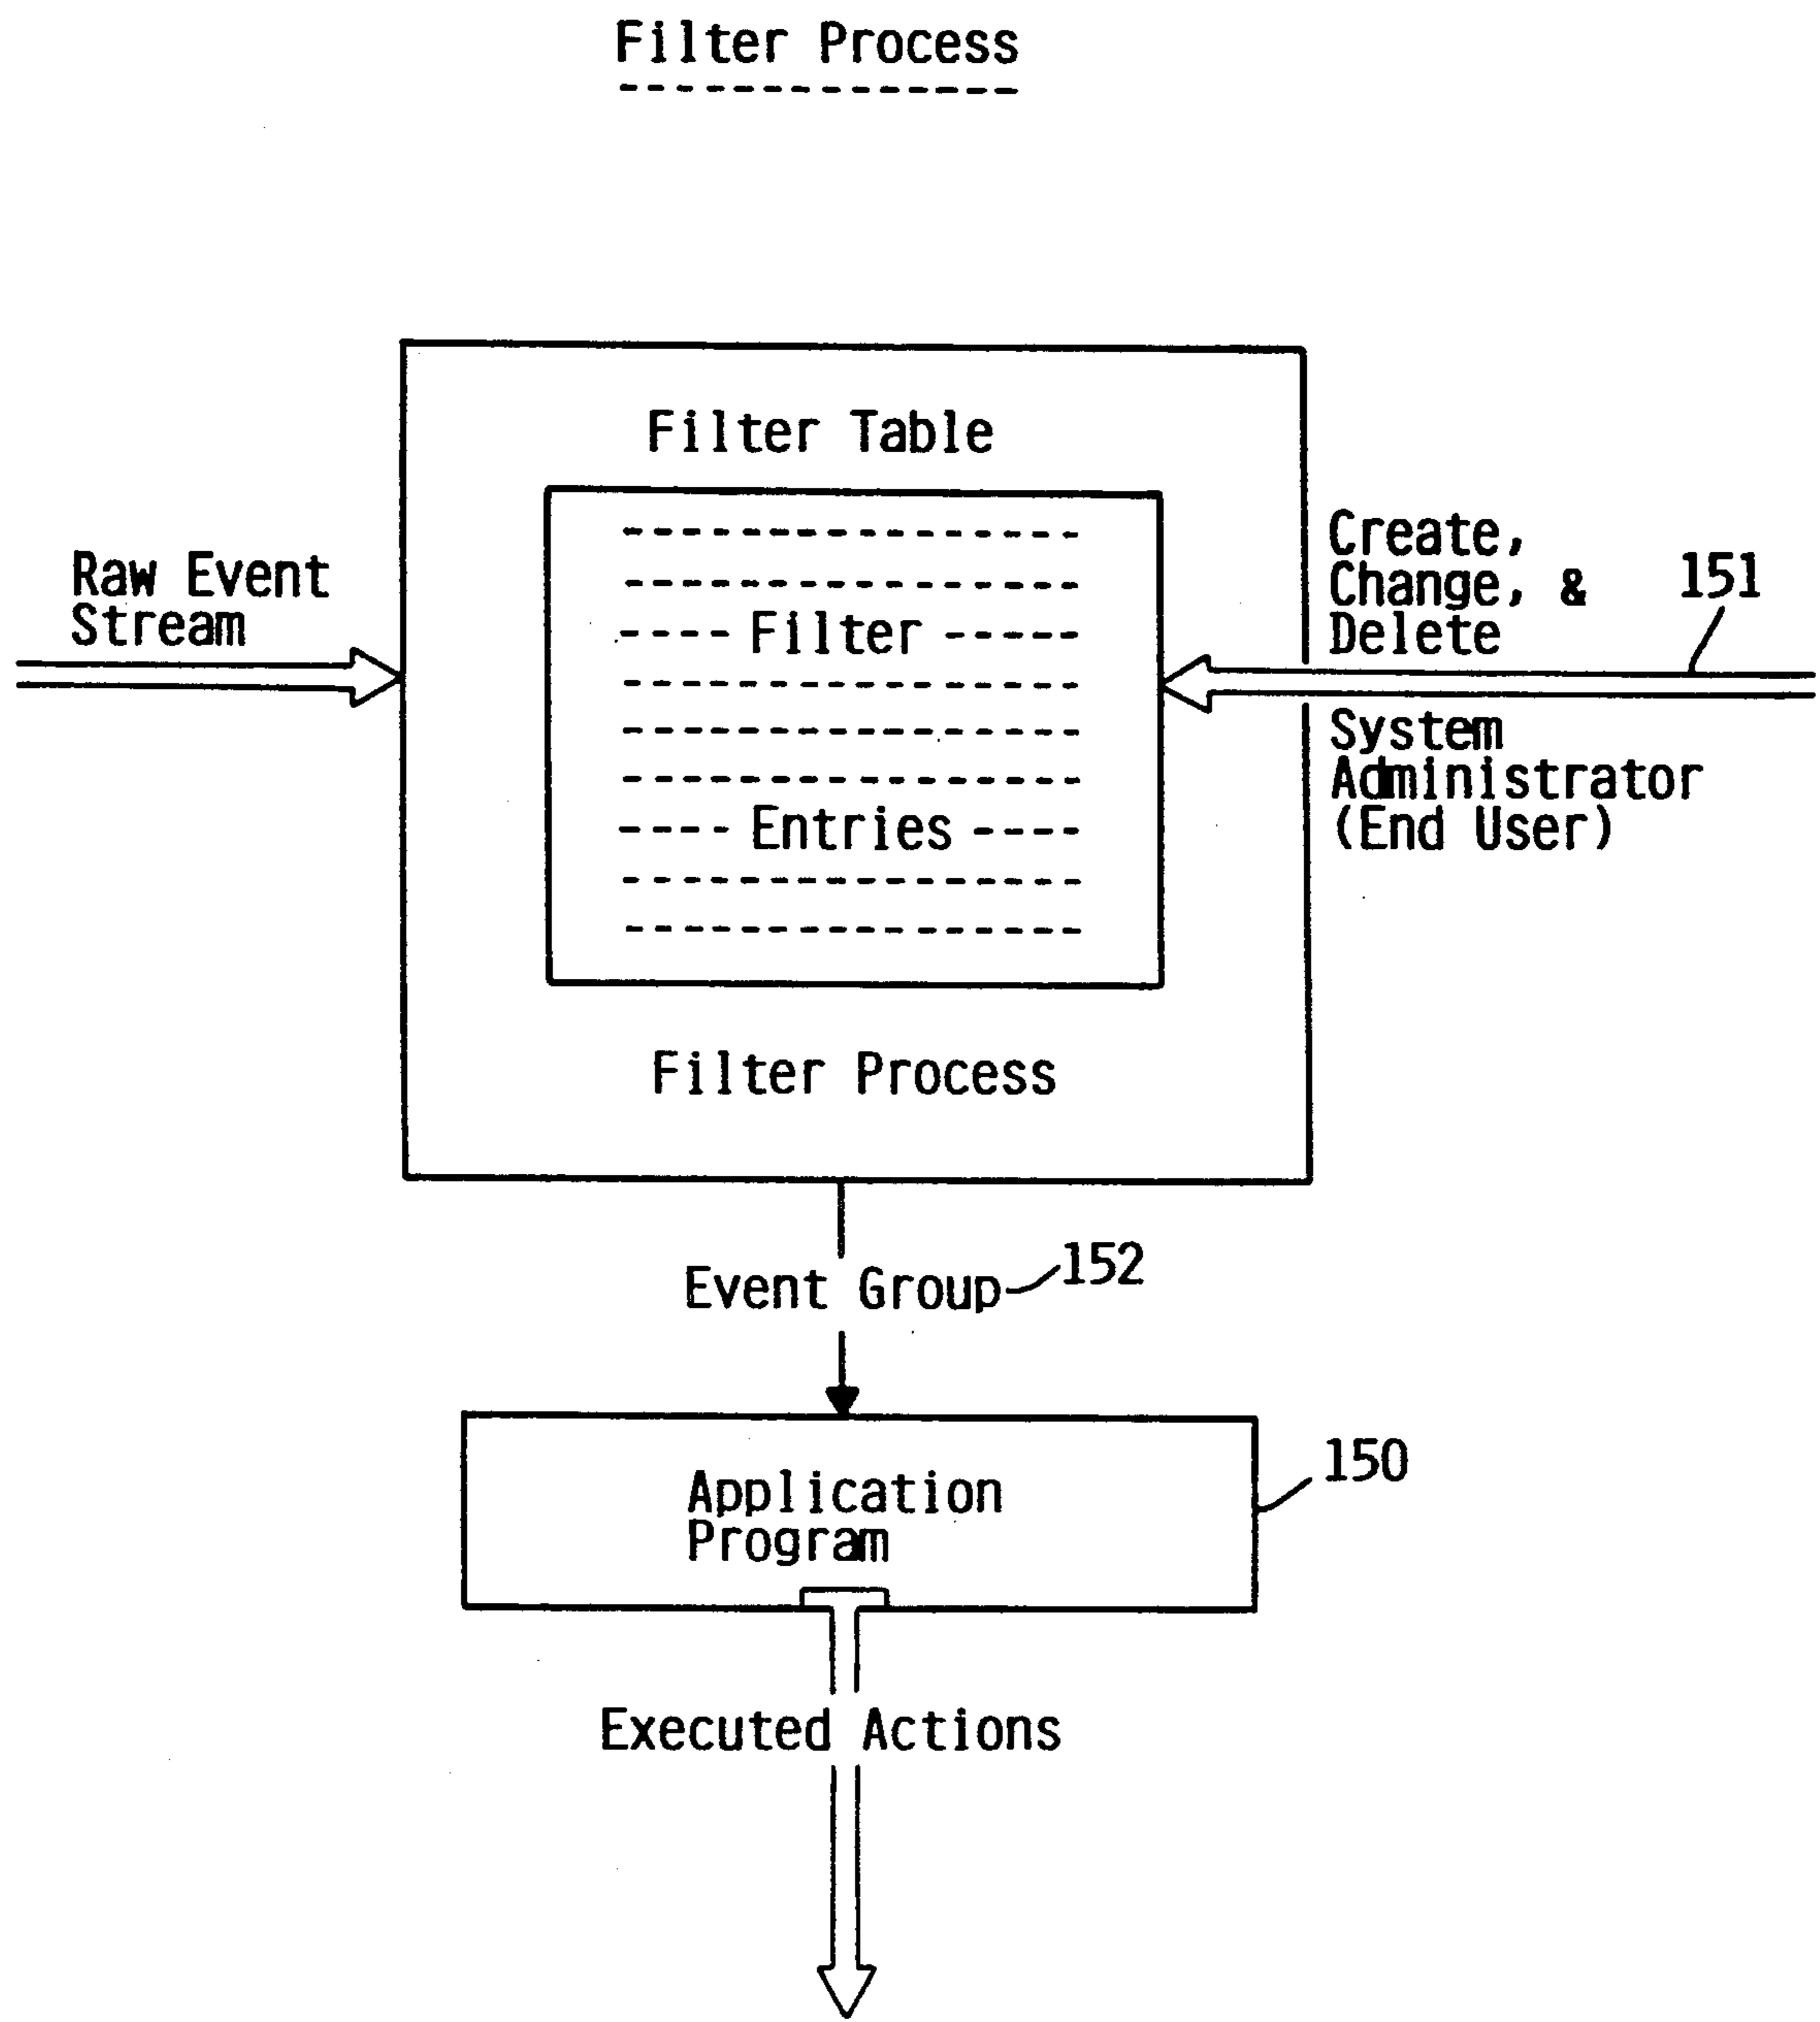 Filter Process
Filter Table
Raw Event
Stream
Filter
Entries
Create,
Change, &
Delete
151
System
Administrator
(End User)
Filter Process
Event Group
152
Application
Program
150
Executed Actions